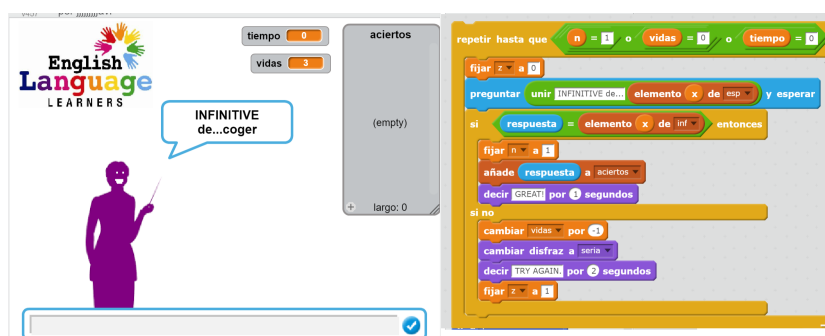 tiempo 0
vidas 3
aciertos
(empty)
+ largo: 0
English
Language
LEARNERS
INFINITIVE
de...coger
repetir hasta que n = 1 o vidas = 0 o tiempo = 0
fijar z a 0
preguntar unir INFINITIVE de... elemento x de esp y esperar
si respuesta = elemento x de inf entonces
fijar n a 1
añade respuesta a aciertos
decir GREAT! por 1 segundos
si no
cambiar vidas por -1
cambiar disfraz a seria
decir TRY AGAIN. por 2 segundos
fijar z a 1